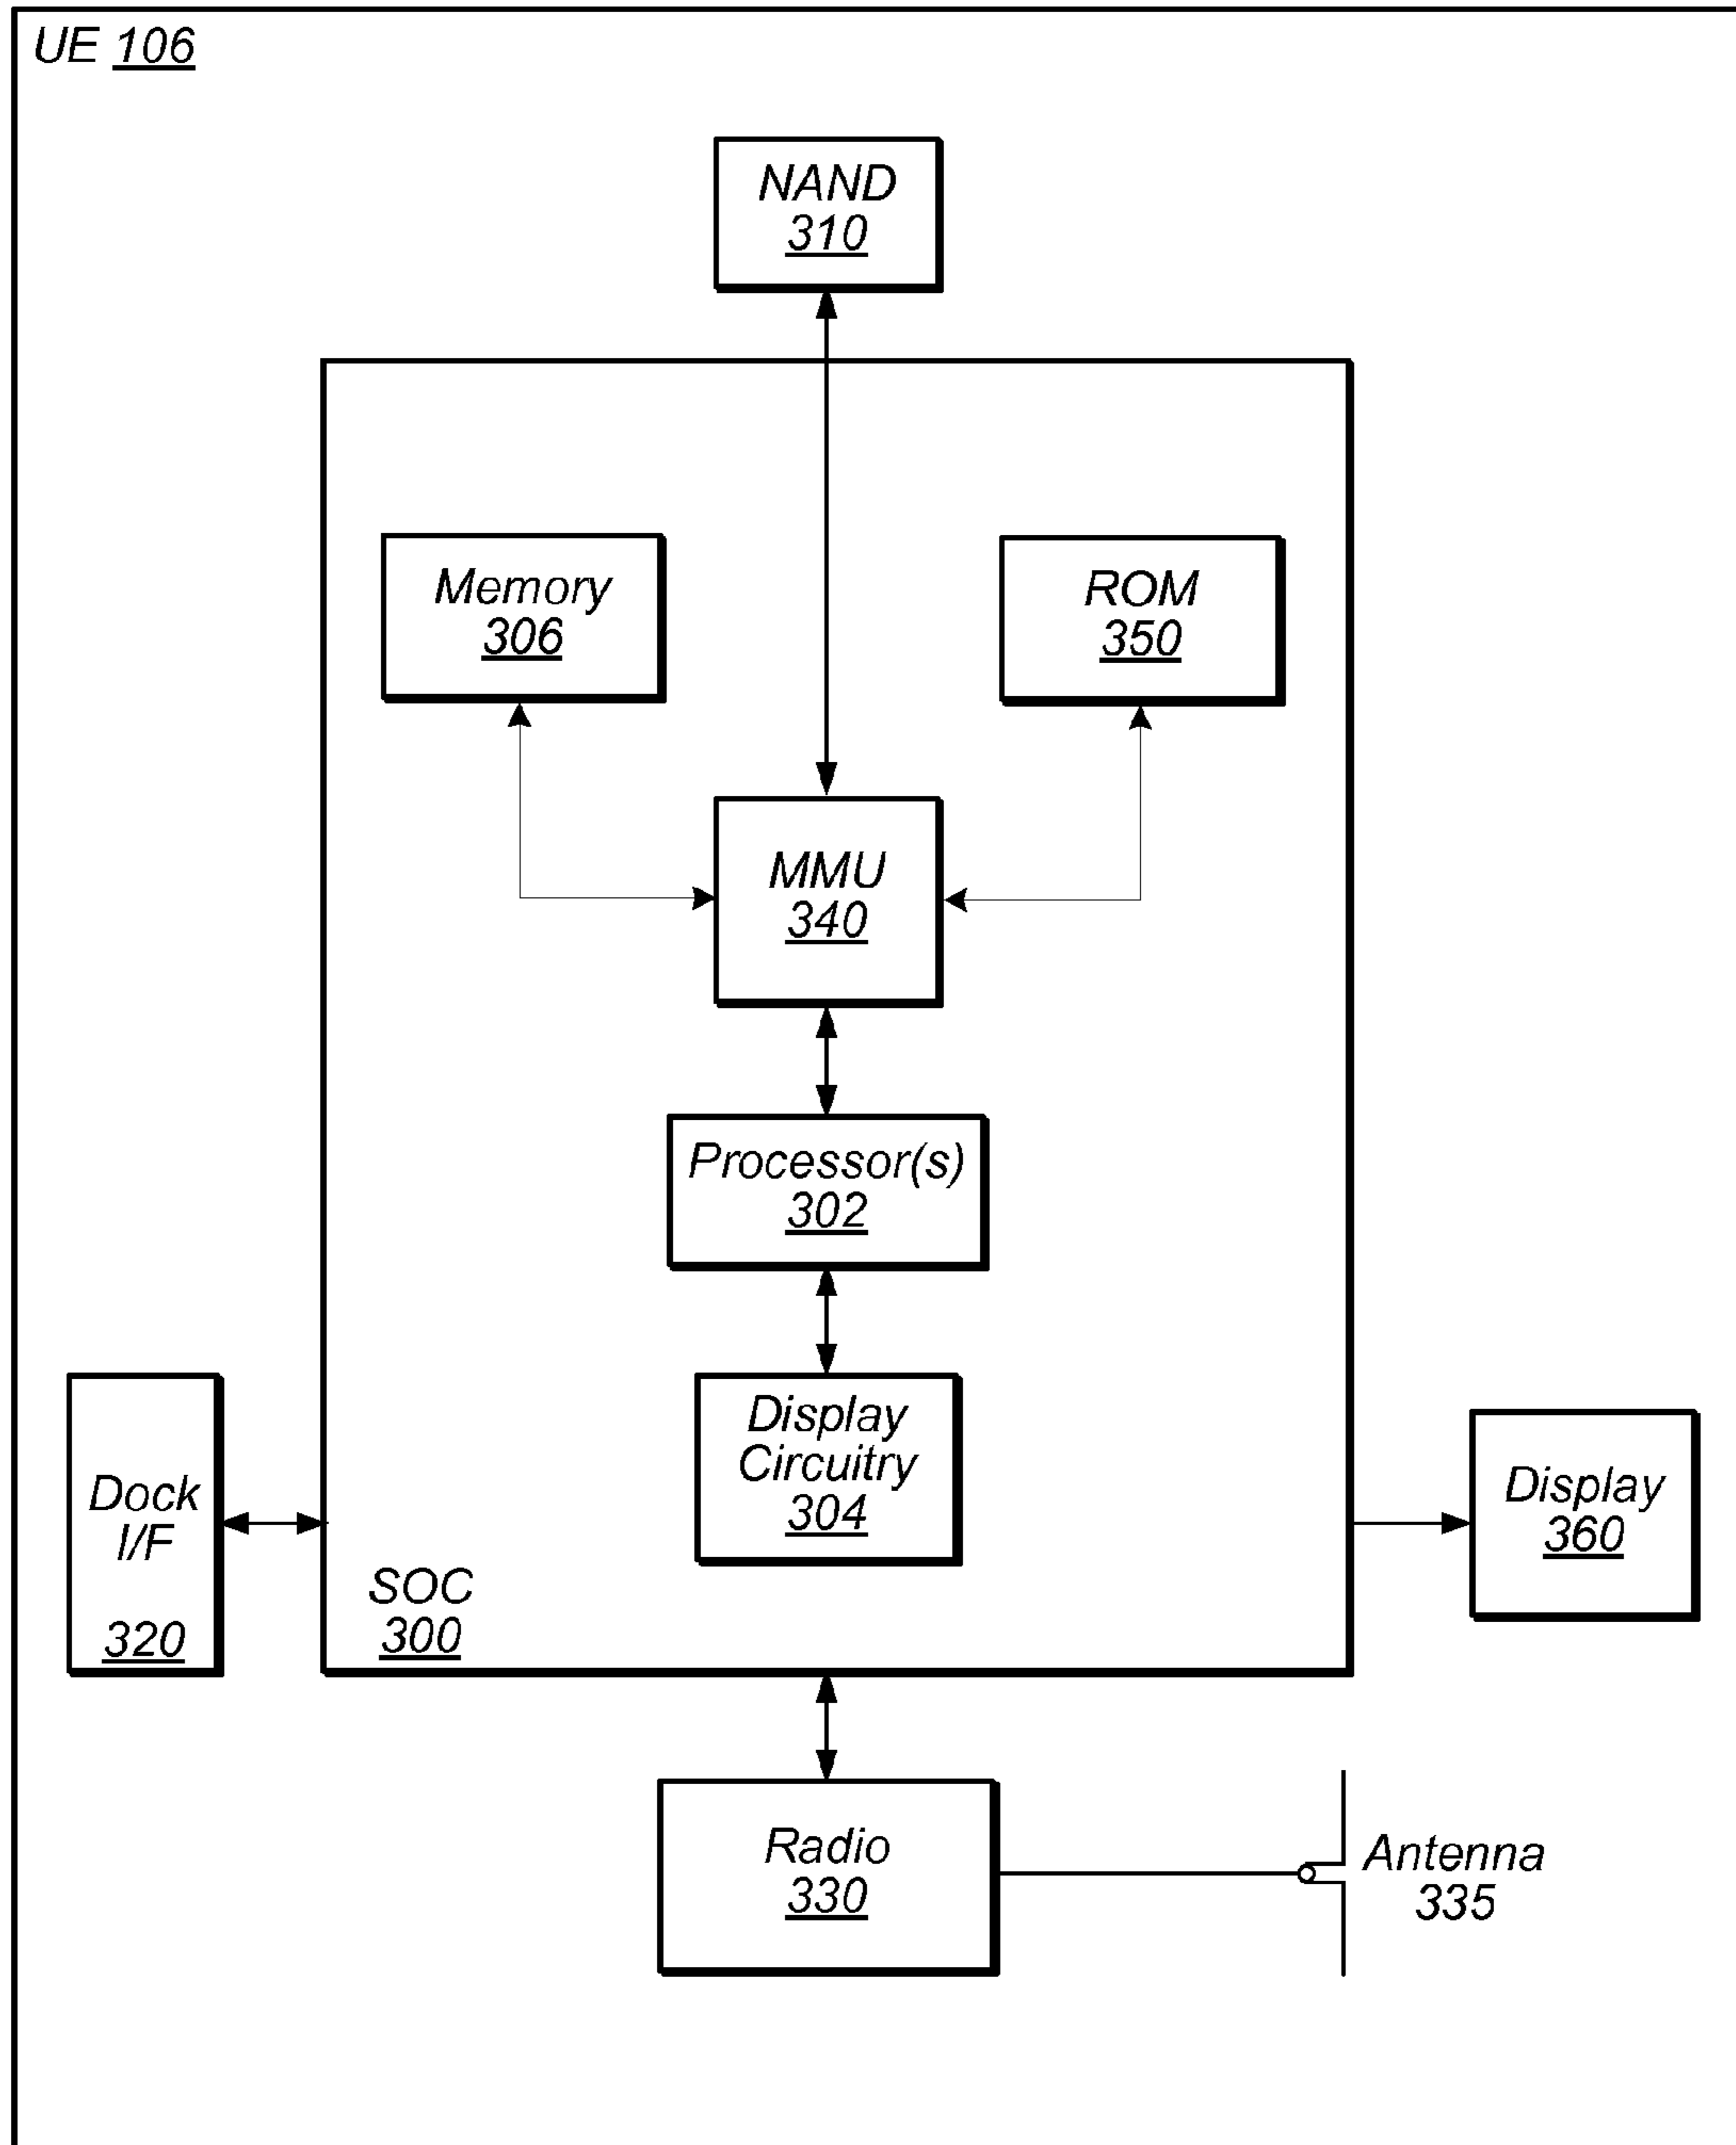 UE 106
NAND
310
Memory
306
ROM
350
MMU
340
Processor(s)
302
Display
Circuitry
304
Dock
I/F
320
SOC
300
Display
360
Radio
330
Antenna
335